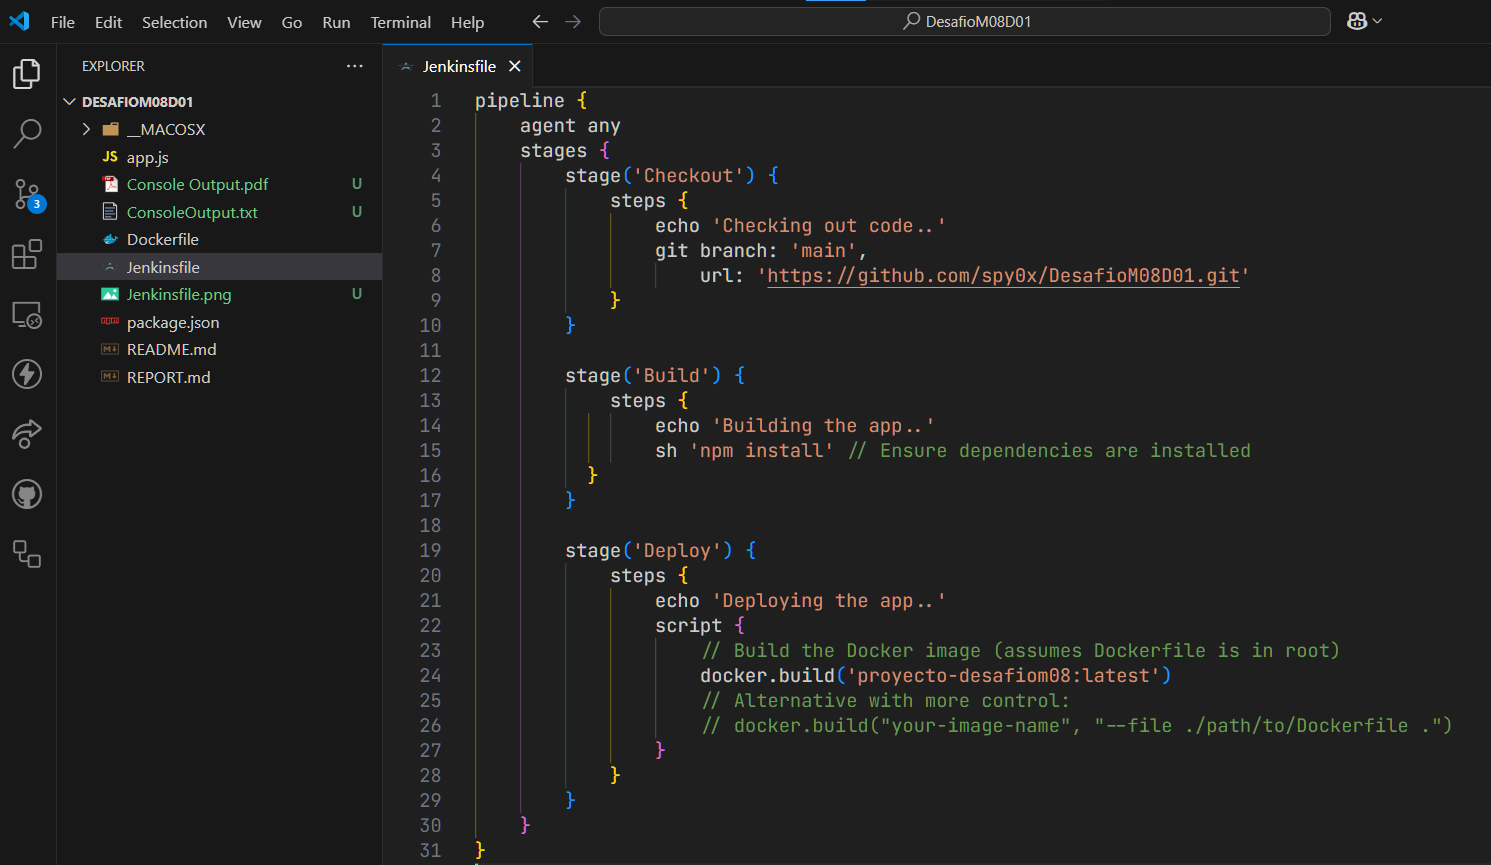 File Edit Selection View Go Run Terminal Help DesafioM08D01
EXPLORER ···
DESAFIOM08D01
__MACOSX
JS app.js
Console Output.pdf U
ConsoleOutput.txt U
Dockerfile
Jenkinsfile
Jenkinsfile.png U
package.json
README.md
REPORT.md
3
Jenkinsfile
1 pipeline {
2     agent any
3     stages {
4         stage('Checkout') {
5             steps {
6                 echo 'Checking out code..'
7                 git branch: 'main',
8                     url: 'https://github.com/spy0x/DesafioM08D01.git'
9             }
10         }
11
12         stage('Build') {
13             steps {
14                 echo 'Building the app..'
15                 sh 'npm install' // Ensure dependencies are installed
16           }
17         }
18
19         stage('Deploy') {
20             steps {
21                 echo 'Deploying the app..'
22                 script {
23                     // Build the Docker image (assumes Dockerfile is in root)
24                     docker.build('proyecto-desafiom08:latest')
25                     // Alternative with more control:
26                     // docker.build("your-image-name", "--file ./path/to/Dockerfile .")
27                 }
28             }
29         }
30     }
31 }